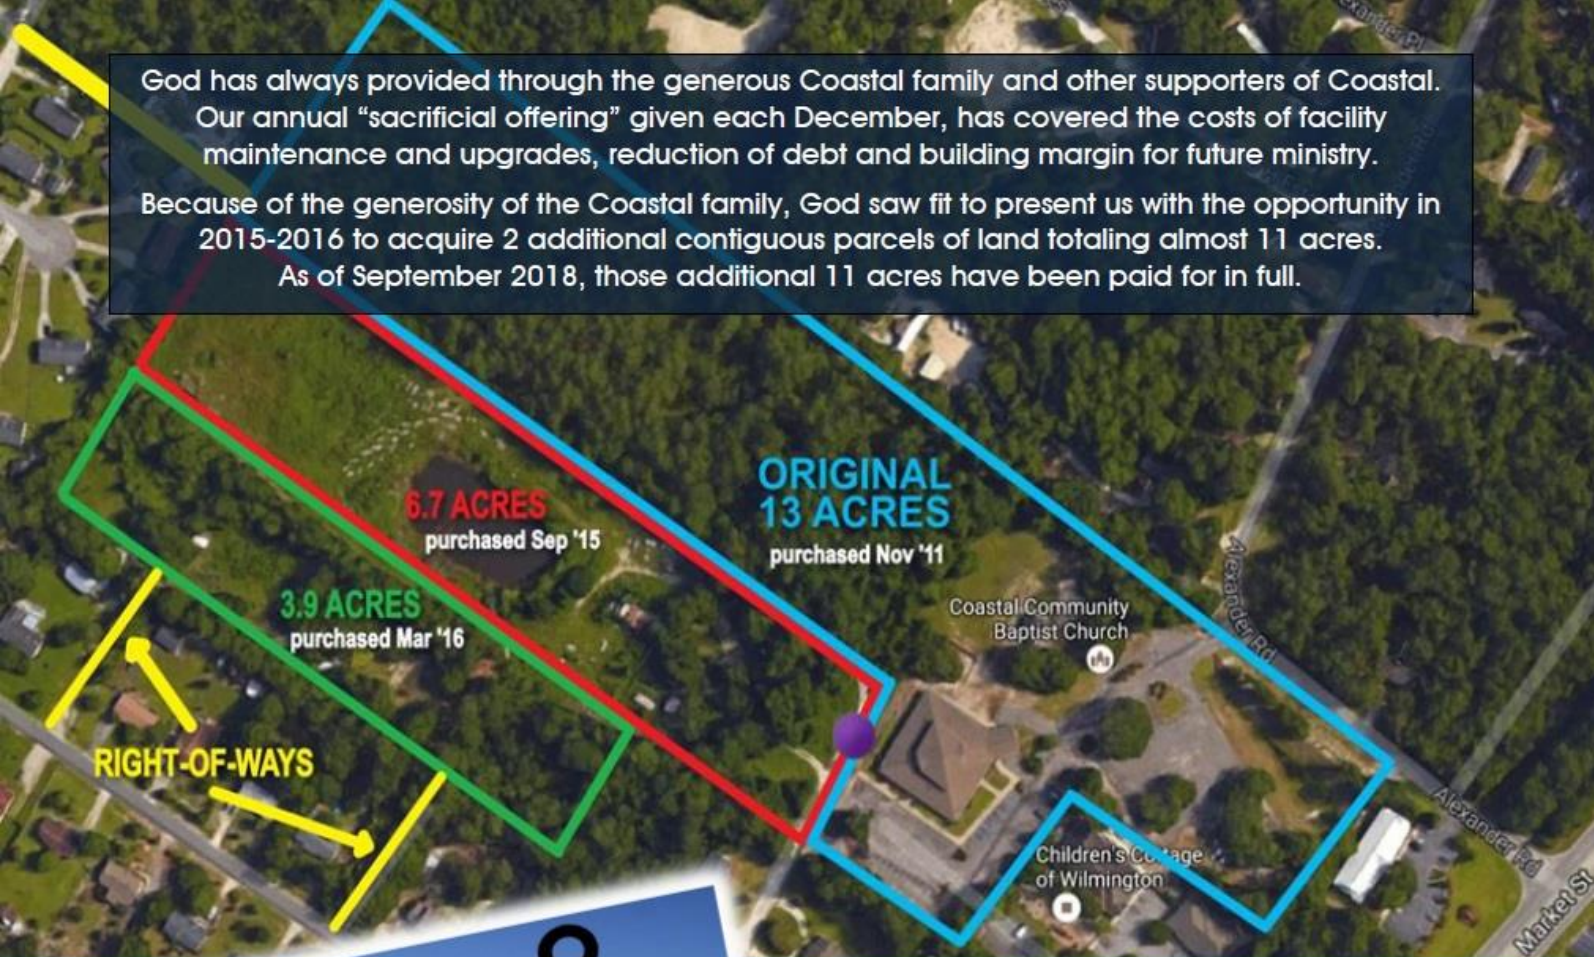 God has always provided through the generous Coastal family and other supporters of Coastal.
Our annual “sacrificial offering” given each December, has covered the costs of facility
maintenance and upgrades, reduction of debt and building margin for future ministry.
Because of the generosity of the Coastal family, God saw fit to present us with the opportunity in
2015-2016 to acquire 2 additional contiguous parcels of land totaling almost 11 acres.
As of September 2018, those additional 11 acres have been paid for in full.
ORIGINAL
13 ACRES
purchased Nov '11
6.7 ACRES
purchased Sep '15
3.9 ACRES
purchased Mar '16
Coastal Community
Baptist Church
Alexander Rd
RIGHT-OF-WAYS
Children's Cottage
of Wilmington
Alexander Rd
Market St